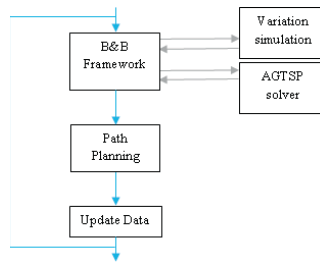 Variation
simulation
B&B
Framework
AGTSP
solver
Path
Planning
Update Data